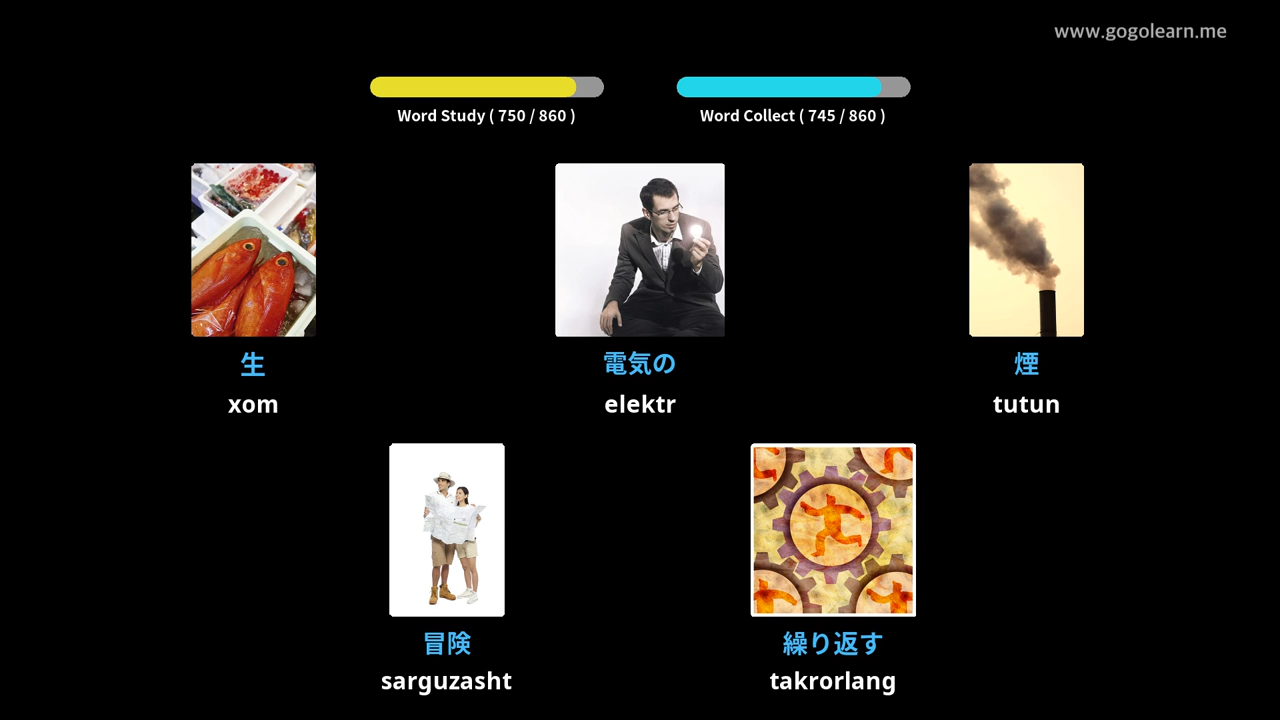 www.gogolearn.me
Word Study ( 750 / 860 )
Word Collect ( 745 / 860 )
生
xom
電気の
elektr
煙
tutun
冒険
sarguzasht
繰り返す
takrorlang